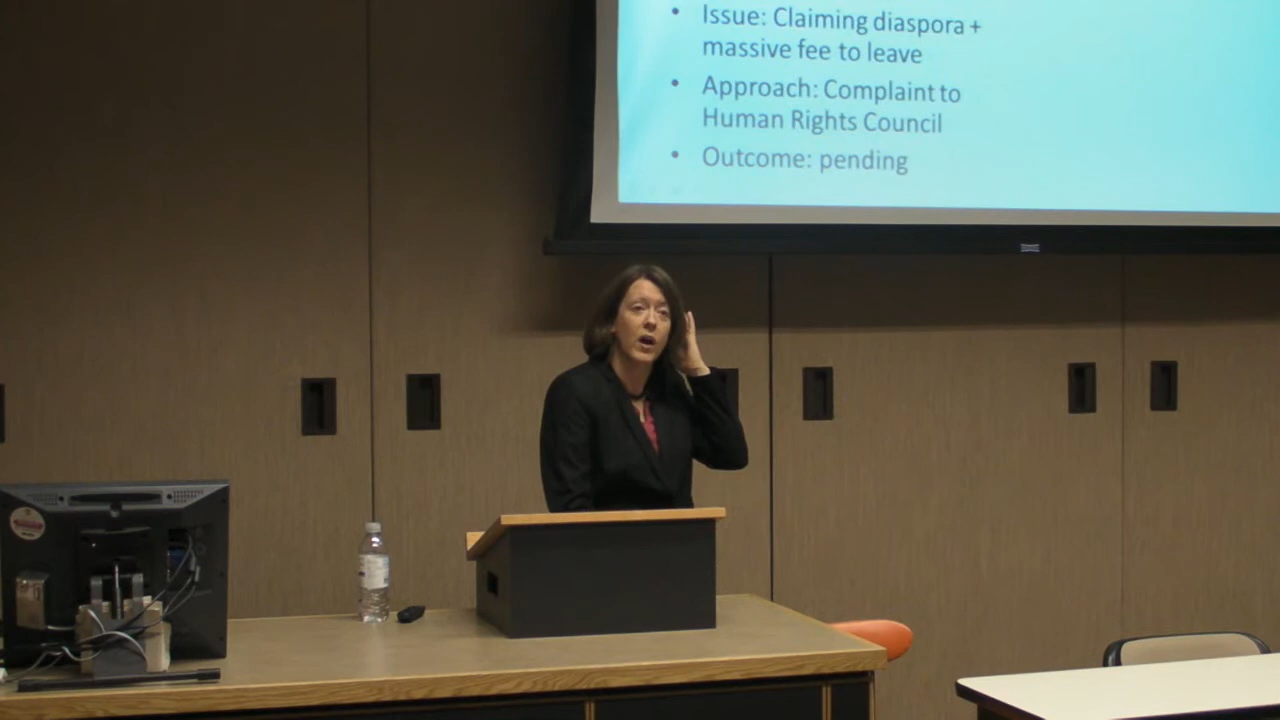 • Issue: Claiming diaspora +
massive fee to leave
• Approach: Complaint to
Human Rights Council
• Outcome: pending